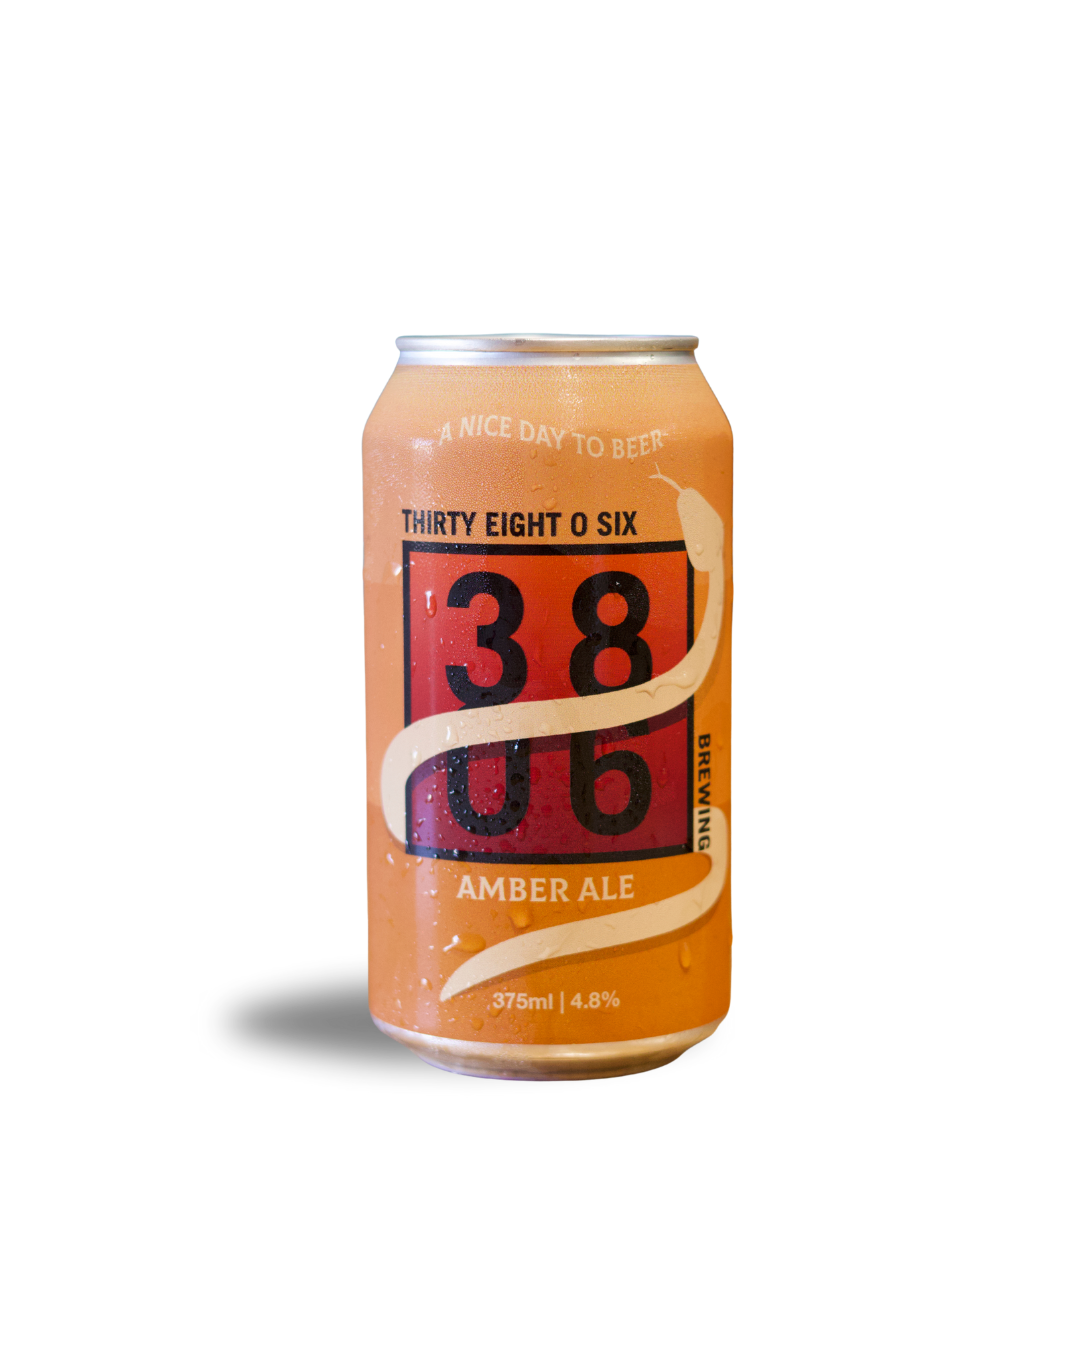 A NICE DAY TO BEER
THIRTY EIGHT O SIX
38
06
BREWING
AMBER ALE
375ml | 4.8%